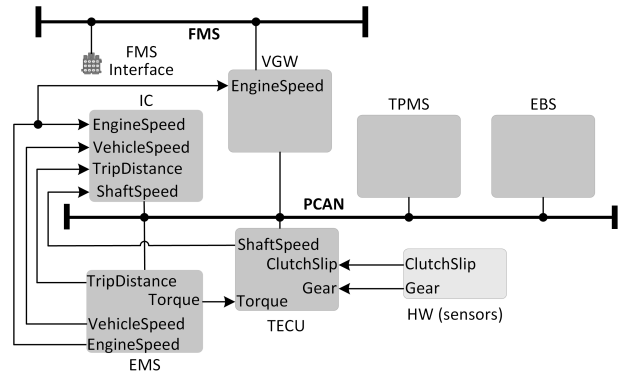 FMS
FMS
Interface
VGW
EngineSpeed
IC
EngineSpeed
VehicleSpeed
TripDistance
ShaftSpeed
TPMS
EBS
PCAN
ShaftSpeed
ClutchSlip
Gear
Torque
TECU
ClutchSlip
Gear
HW (sensors)
TripDistance
Torque
VehicleSpeed
EngineSpeed
EMS